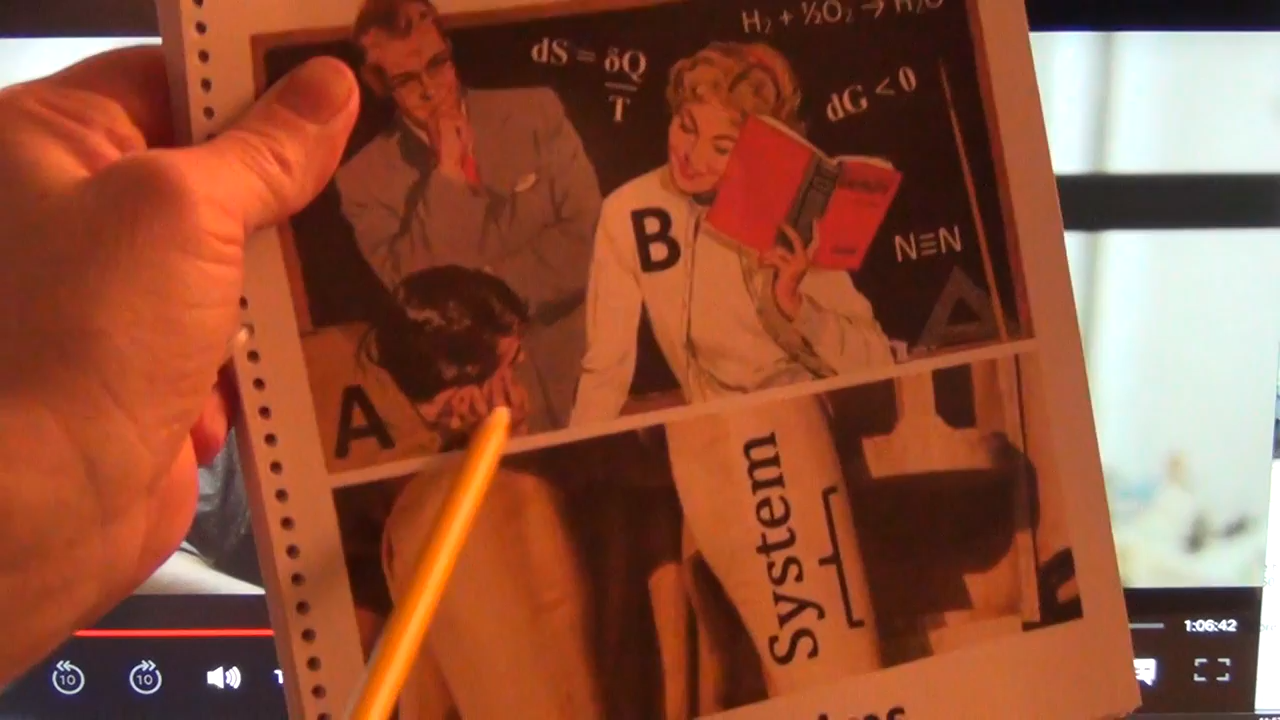 H₂ + ½O₂ → H₂O
dS = δQ
T
dG < 0
B
N≡N
A
System
1:06:42
10
10